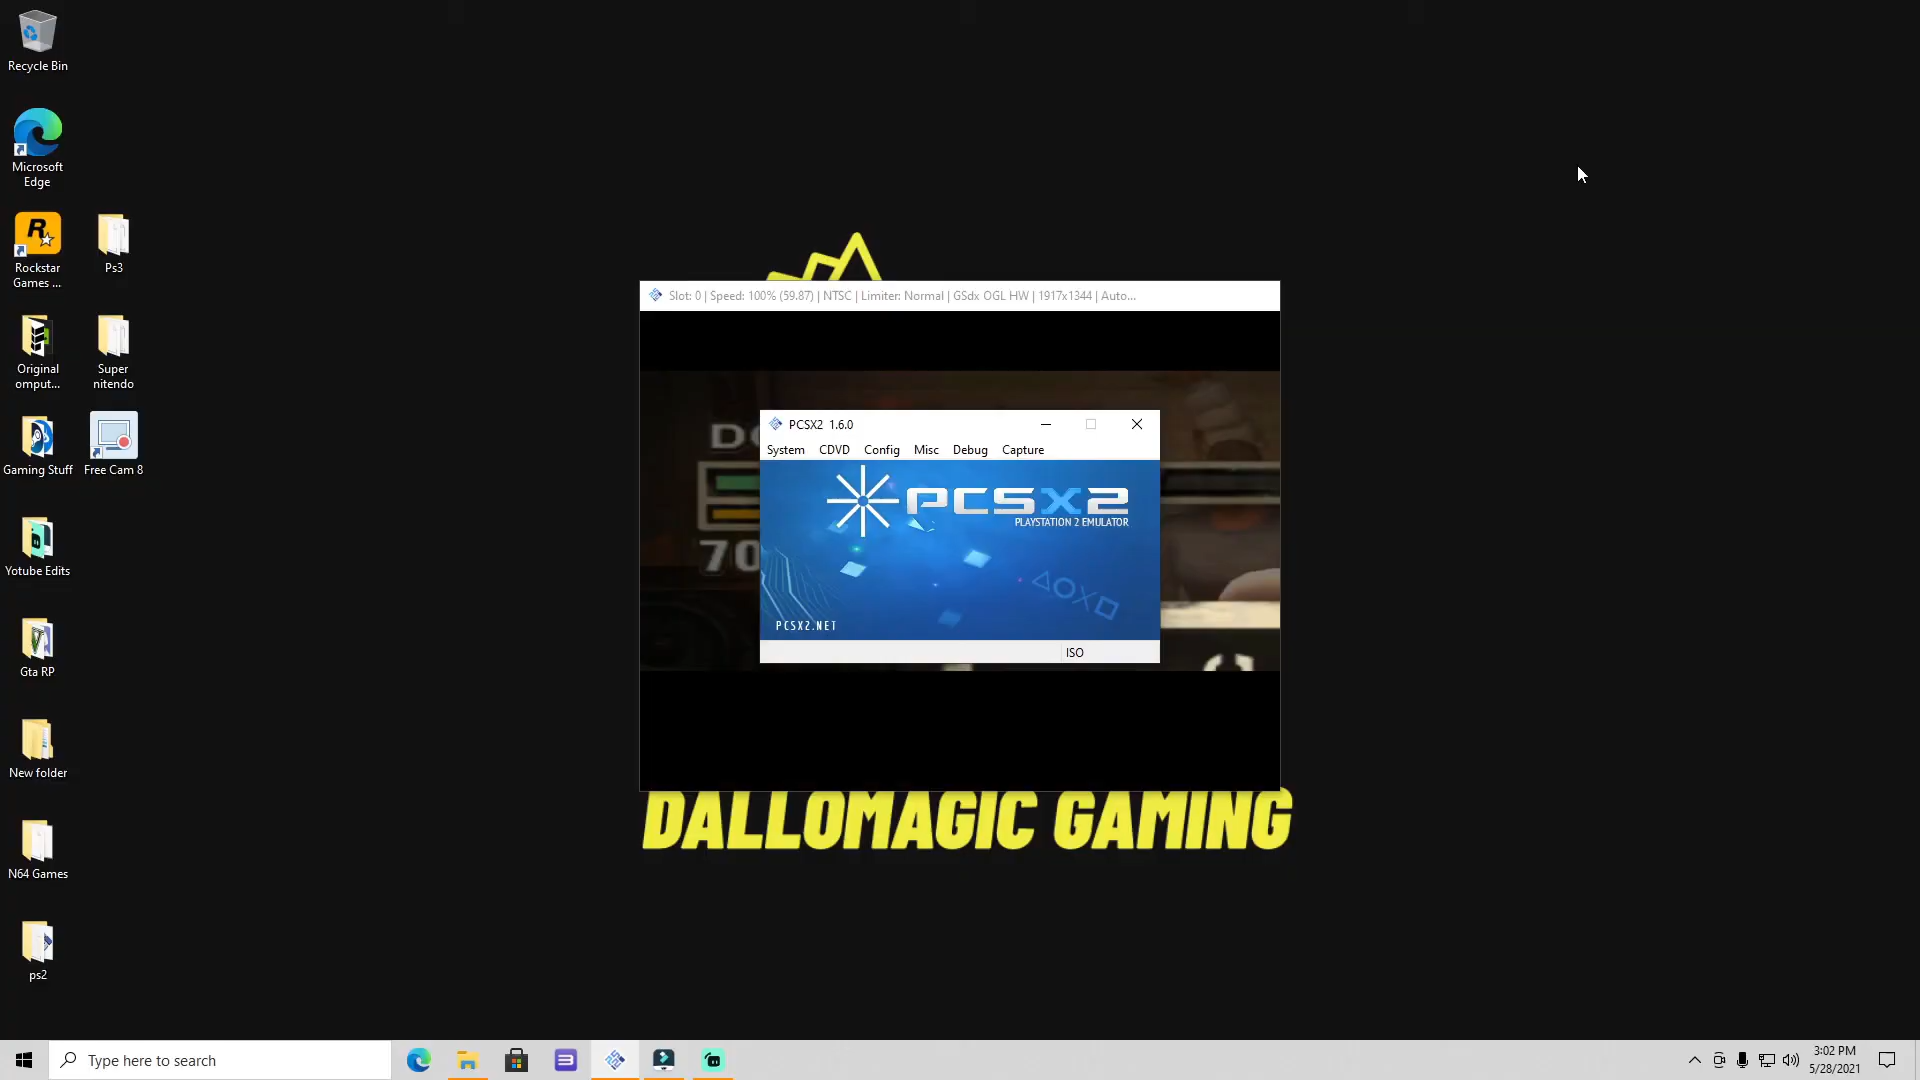 Recycle Bin
Microsoft
Edge
Rockstar
Games ...
Ps3
Original
omput...
Super
nitendo
Gaming Stuff
Free Cam 8
Yotube Edits
Gta RP
New folder
N64 Games
ps2
Slot: 0 | Speed: 100% (59.87) | NTSC | Limiter: Normal | GSdx OGL HW | 1917x1344 | Auto...
PCSX2 1.6.0
System CDVD Config Misc Debug Capture
PCSX2
PLAYSTATION 2 EMULATOR
PCSX2.NET
ISO
70
DALLOMAGIC GAMING
Type here to search
3:02 PM
5/28/2021